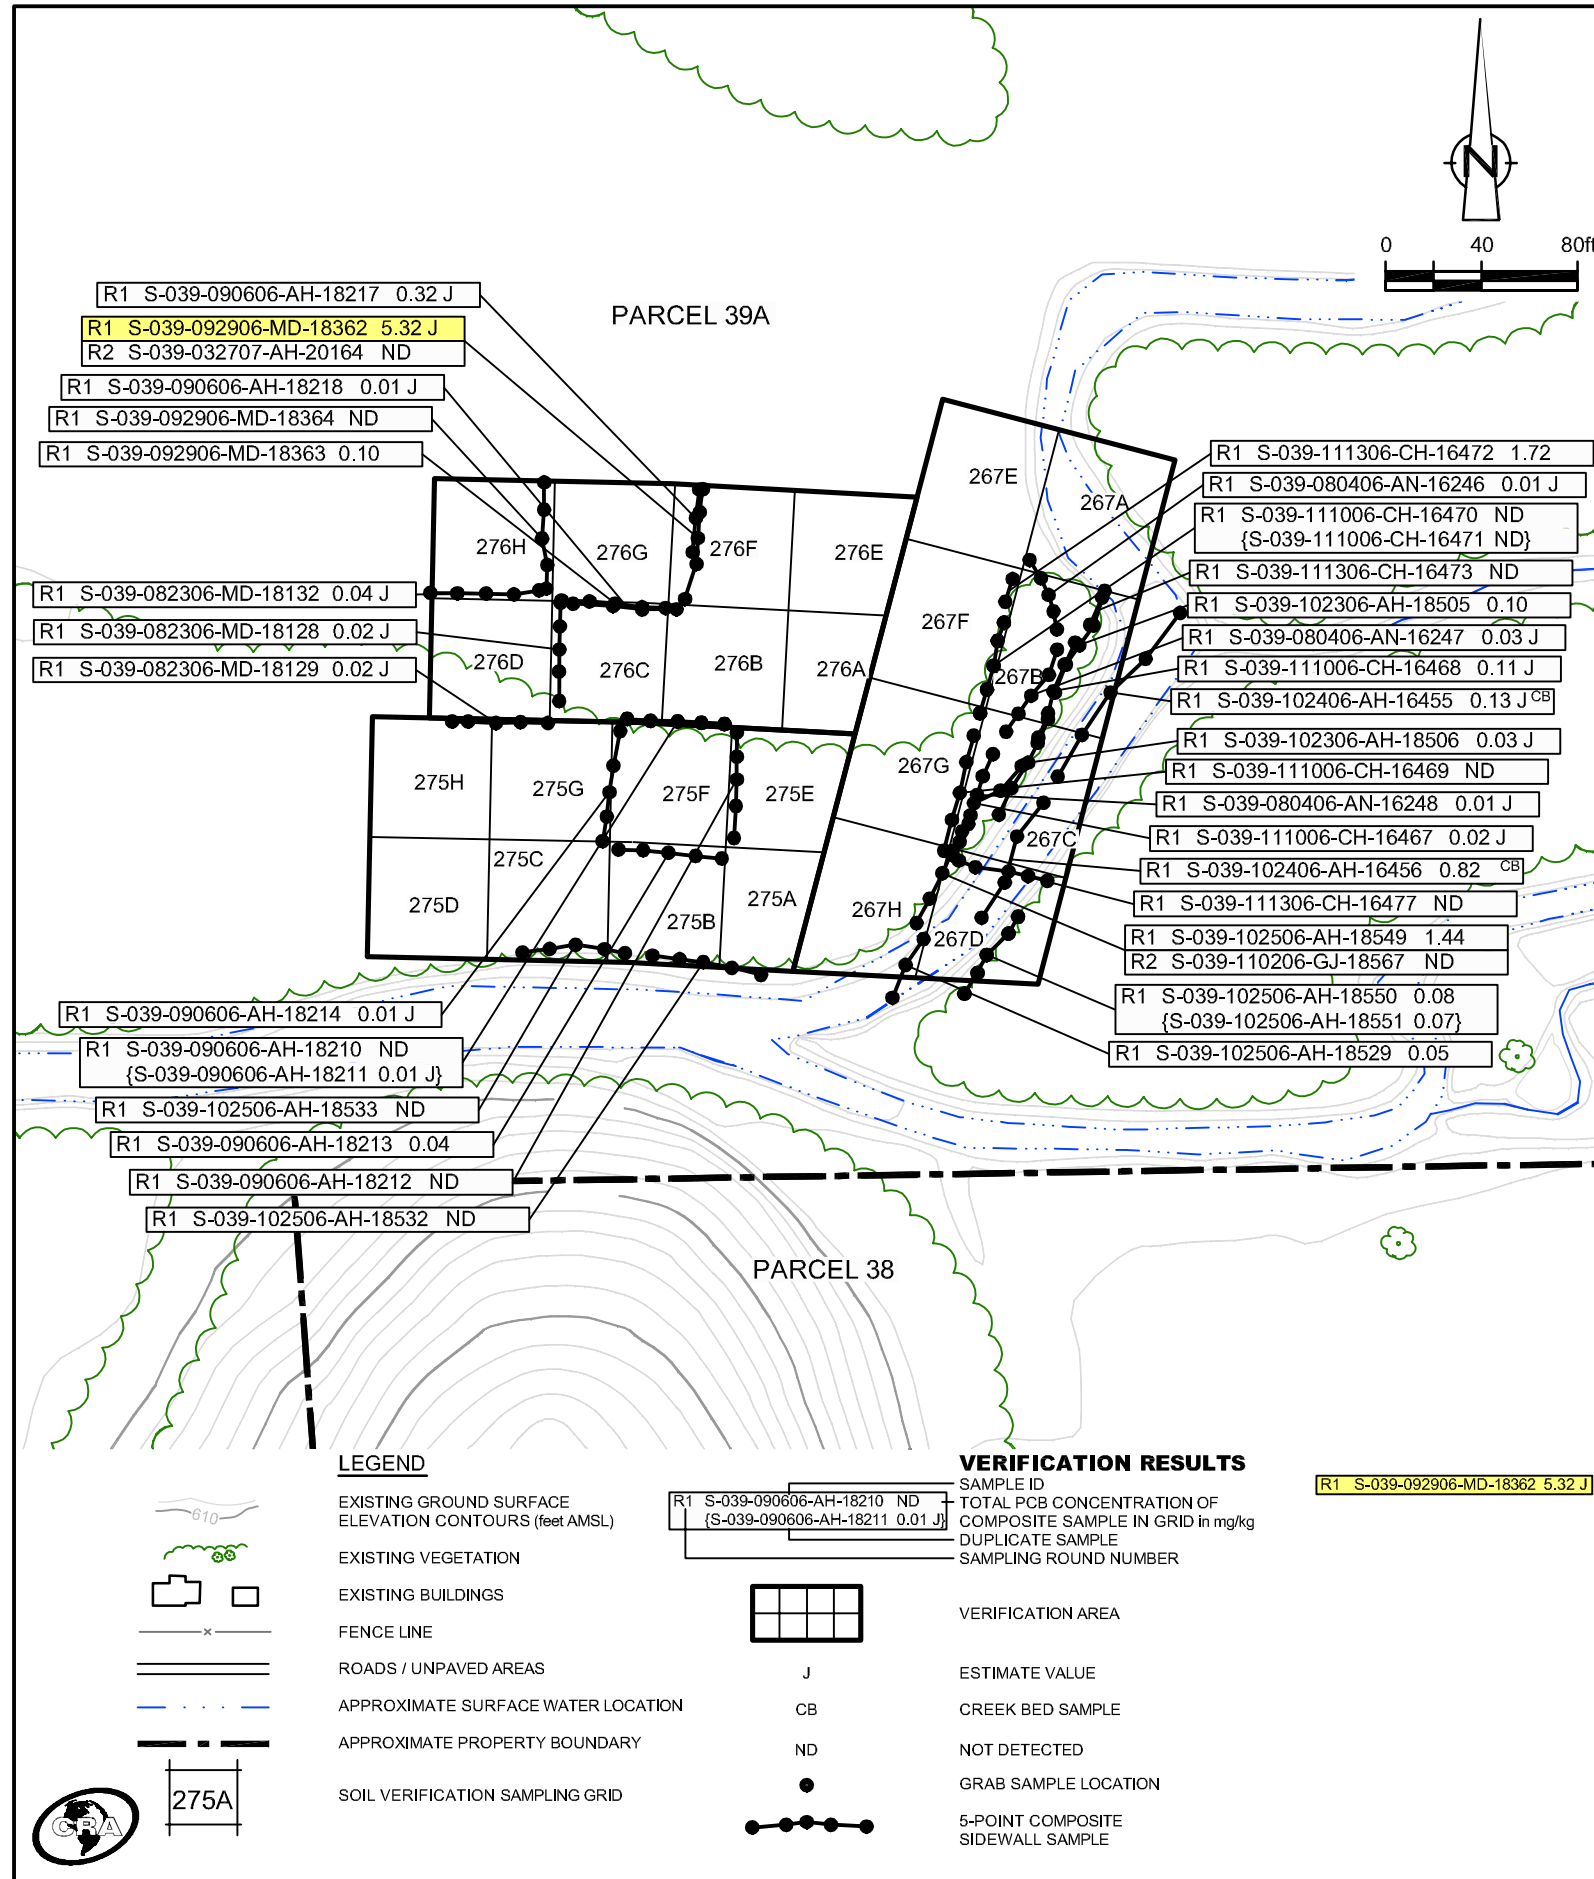 N
0 40 80ft
PARCEL 39A
R1 S-039-090606-AH-18217 0.32 J
R1 S-039-092906-MD-18362 5.32 J
R2 S-039-032707-AH-20164 ND
R1 S-039-090606-AH-18218 0.01 J
R1 S-039-092906-MD-18364 ND
R1 S-039-092906-MD-18363 0.10
R1 S-039-082306-MD-18132 0.04 J
R1 S-039-082306-MD-18128 0.02 J
R1 S-039-082306-MD-18129 0.02 J
276H
276G
276F
276E
276D
276C
276B
276A
275H
275G
275F
275E
275D
275C
275B
275A
267E
267A
267F
267B
267G
267C
267H
267D
R1 S-039-111306-CH-16472 1.72
R1 S-039-080406-AN-16246 0.01 J
R1 S-039-111006-CH-16470 ND
{S-039-111006-CH-16471 ND}
R1 S-039-111306-CH-16473 ND
R1 S-039-102306-AH-18505 0.10
R1 S-039-080406-AN-16247 0.03 J
R1 S-039-111006-CH-16468 0.11 J
R1 S-039-102406-AH-16455 0.13 J CB
R1 S-039-102306-AH-18506 0.03 J
R1 S-039-111006-CH-16469 ND
R1 S-039-080406-AN-16248 0.01 J
R1 S-039-111006-CH-16467 0.02 J
R1 S-039-102406-AH-16456 0.82 CB
R1 S-039-111306-CH-16477 ND
R1 S-039-102506-AH-18549 1.44
R2 S-039-110206-GJ-18567 ND
R1 S-039-102506-AH-18550 0.08
{S-039-102506-AH-18551 0.07}
R1 S-039-102506-AH-18529 0.05
R1 S-039-090606-AH-18214 0.01 J
R1 S-039-090606-AH-18210 ND
{S-039-090606-AH-18211 0.01 J}
R1 S-039-102506-AH-18533 ND
R1 S-039-090606-AH-18213 0.04
R1 S-039-090606-AH-18212 ND
R1 S-039-102506-AH-18532 ND
PARCEL 38
LEGEND
610
EXISTING GROUND SURFACE
ELEVATION CONTOURS (feet AMSL)
EXISTING VEGETATION
EXISTING BUILDINGS
x
FENCE LINE
ROADS / UNPAVED AREAS
APPROXIMATE SURFACE WATER LOCATION
APPROXIMATE PROPERTY BOUNDARY
275A
SOIL VERIFICATION SAMPLING GRID
CRA
VERIFICATION RESULTS
R1 S-039-090606-AH-18210 ND
{S-039-090606-AH-18211 0.01 J}
SAMPLE ID
TOTAL PCB CONCENTRATION OF
COMPOSITE SAMPLE IN GRID in mg/kg
DUPLICATE SAMPLE
SAMPLING ROUND NUMBER
R1 S-039-092906-MD-18362 5.32 J
VERIFICATION AREA
J ESTIMATE VALUE
CB CREEK BED SAMPLE
ND NOT DETECTED
GRAB SAMPLE LOCATION
5-POINT COMPOSITE
SIDEWALL SAMPLE